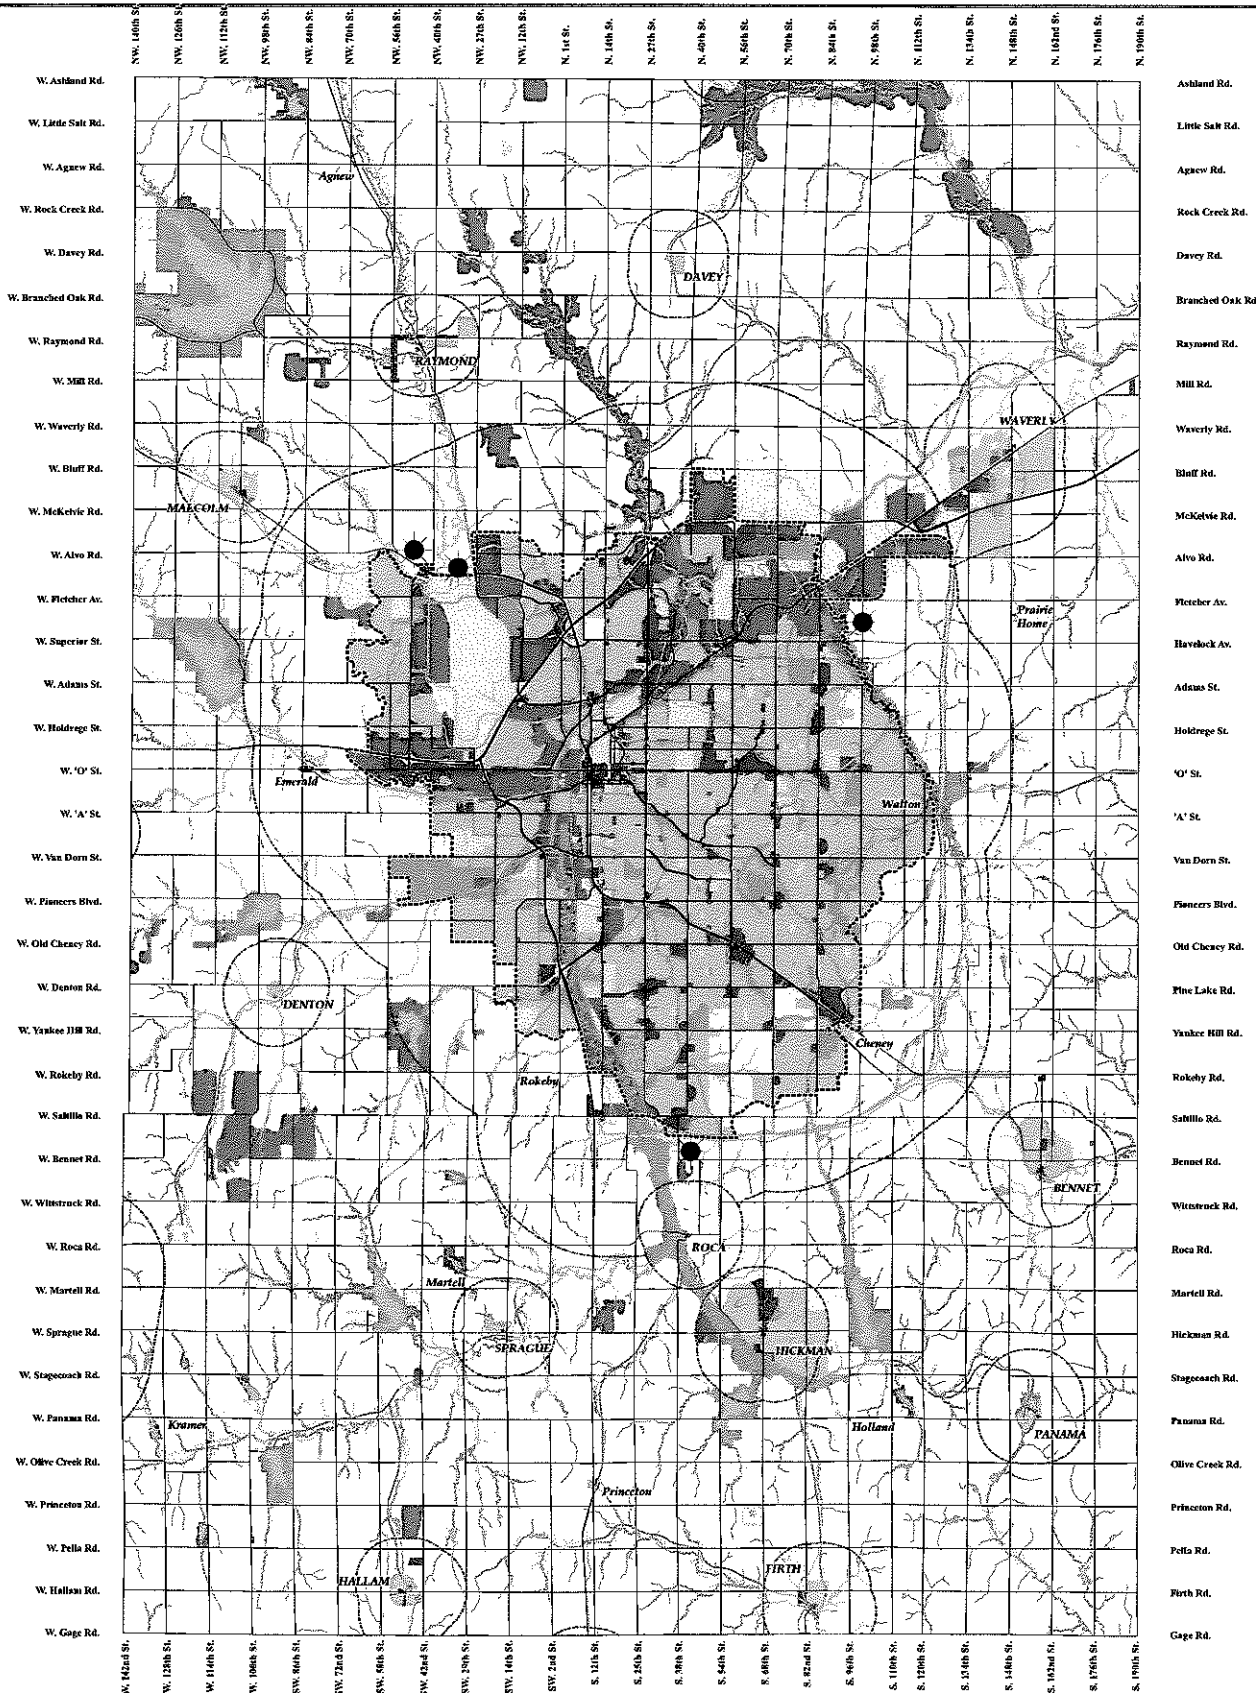 NW. 140th St.
NW. 126th St.
NW. 112th St.
NW. 98th St.
NW. 84th St.
NW. 70th St.
NW. 56th St.
NW. 40th St.
NW. 27th St.
NW. 12th St.
N. 1st St.
N. 14th St.
N. 27th St.
N. 40th St.
N. 56th St.
N. 70th St.
N. 84th St.
N. 98th St.
N. 112th St.
N. 134th St.
N. 148th St.
N. 162nd St.
N. 176th St.
N. 190th St.
W. Ashland Rd.
W. Little Salt Rd.
W. Agnew Rd.
W. Rock Creek Rd.
W. Davey Rd.
W. Branched Oak Rd.
W. Raymond Rd.
W. Mill Rd.
W. Waverly Rd.
W. Bluff Rd.
W. McKelvie Rd.
W. Alvo Rd.
W. Fletcher Av.
W. Superior St.
W. Adams St.
W. Holdrege St.
W. 'O' St.
W. 'A' St.
W. Van Dorn St.
W. Pioneers Blvd.
W. Old Cheney Rd.
W. Denton Rd.
W. Yankee Hill Rd.
W. Rokeby Rd.
W. Saltillo Rd.
W. Bennet Rd.
W. Wittstruck Rd.
W. Roca Rd.
W. Martell Rd.
W. Sprague Rd.
W. Stagecoach Rd.
W. Panama Rd.
W. Olive Creek Rd.
W. Princeton Rd.
W. Pella Rd.
W. Hallam Rd.
W. Gage Rd.
Agnew
DAVEY
RAYMOND
WAVERLY
MALCOLM
Prairie
Home
Emerald
Walton
DENTON
Cheney
Rokeby
BENNET
ROCA
Martell
SPRAGUE
HICKMAN
Kramer
Holland
PANAMA
Princeton
HALLAM
FIRTH
Ashland Rd.
Little Salt Rd.
Agnew Rd.
Rock Creek Rd.
Davey Rd.
Branched Oak Rd
Raymond Rd.
Mill Rd.
Waverly Rd.
Bluff Rd.
McKelvie Rd.
Alvo Rd.
Fletcher Av.
Havelock Av.
Adams St.
Holdrege St.
'O' St.
'A' St.
Van Dorn St.
Pioneers Blvd.
Old Cheney Rd.
Pine Lake Rd.
Yankee Hill Rd.
Rokeby Rd.
Saltillo Rd.
Bennet Rd.
Wittstruck Rd.
Roca Rd.
Martell Rd.
Hickman Rd.
Stagecoach Rd.
Panama Rd.
Olive Creek Rd.
Princeton Rd.
Pella Rd.
Firth Rd.
Gage Rd.
W. 142nd St.
SW. 128th St.
SW. 114th St.
SW. 100th St.
SW. 86th St.
SW. 72nd St.
SW. 58th St.
SW. 42nd St.
SW. 29th St.
SW. 14th St.
SW. 2nd St.
S. 12th St.
S. 25th St.
S. 38th St.
S. 54th St.
S. 68th St.
S. 82nd St.
S. 96th St.
S. 110th St.
S. 120th St.
S. 134th St.
S. 148th St.
S. 162nd St.
S. 176th St.
S. 190th St.